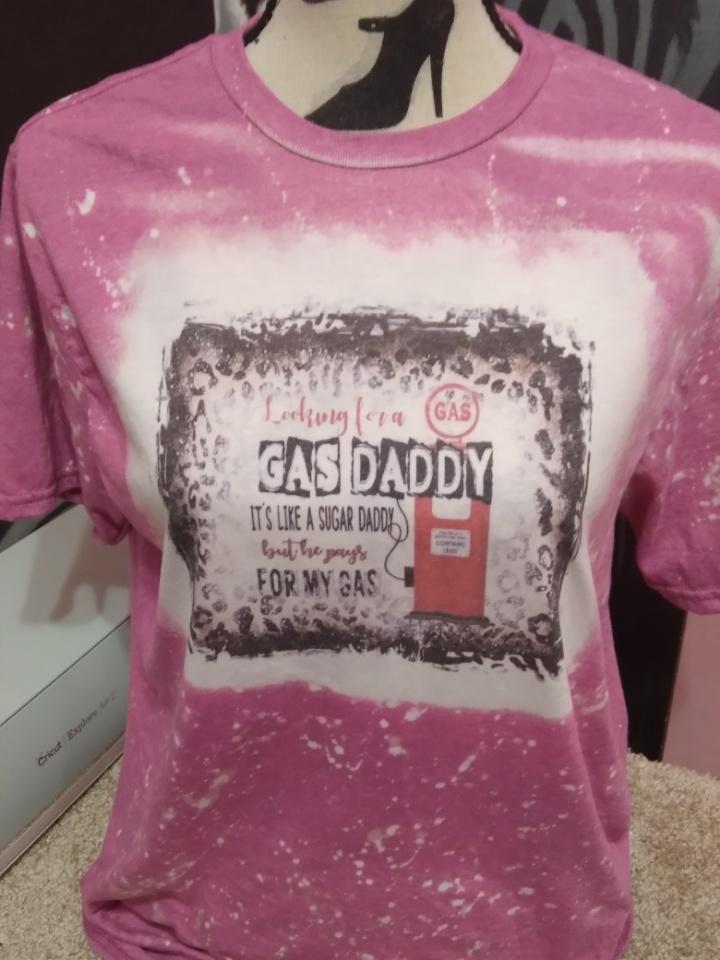 Looking for a
GAS
GAS DADDY
IT'S LIKE A SUGAR DADDY
but he pays
FOR MY GAS
CONTAINS
LEAD
Cricut | Explore Air 2